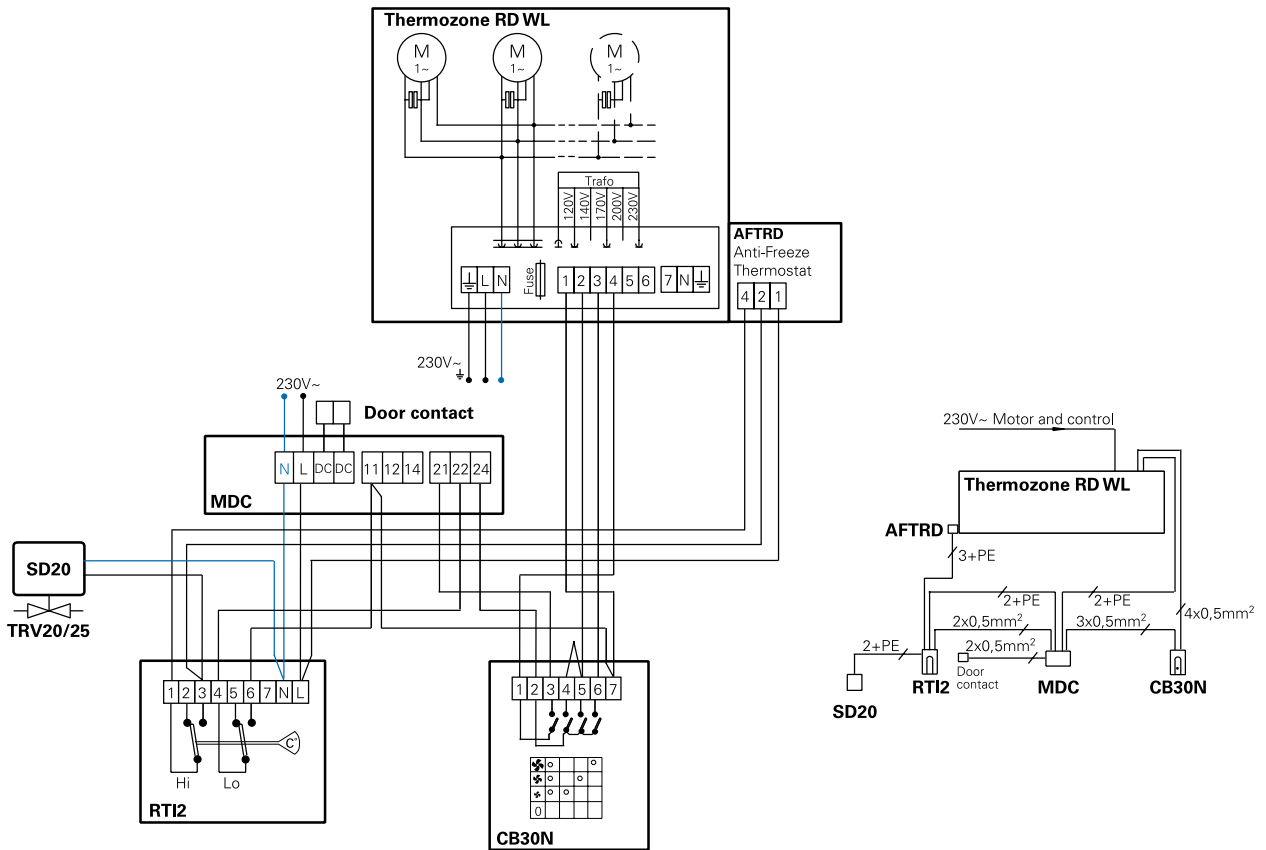 Thermozone RD WL
M M M
1~ 1~ 1~
Trafo
120V 140V 170V 200V 230V
L N Fuse 1 2 3 4 5 6 7 N
AFTRD
Anti-Freeze
Thermostat
4 2 1
230V~
230V~
Door contact
N L DC DC 11 12 14 21 22 24
MDC
SD20
TRV20/25
1 2 3 4 5 6 7 N L
C°
Hi Lo
RTI2
1 2 3 4 5 6 7
0
CB30N
230V~ Motor and control
Thermozone RD WL
AFTRD
3+PE
2+PE 2+PE
4x0,5mm²
2x0,5mm² 3x0,5mm²
2+PE 2x0,5mm²
Door
contact
RTI2 MDC CB30N
SD20